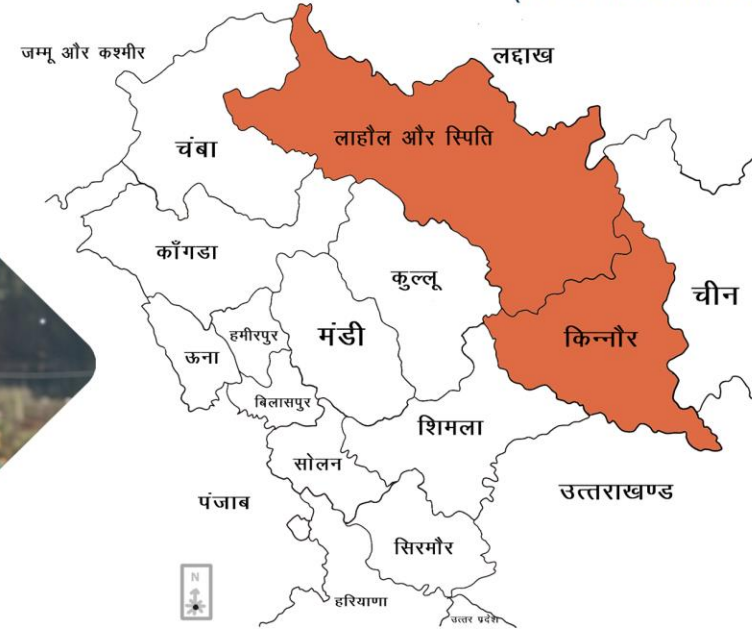 जम्मू और कश्मीर
लद्दाख
लाहौल और स्पिति
चंबा
काँगडा
कुल्लू
चीन
हमीरपुर
मंडी
किन्नौर
ऊना
बिलासपुर
शिमला
सोलन
पंजाब
उत्तराखण्ड
सिरमौर
N
हरियाणा
उत्तर प्रदेश